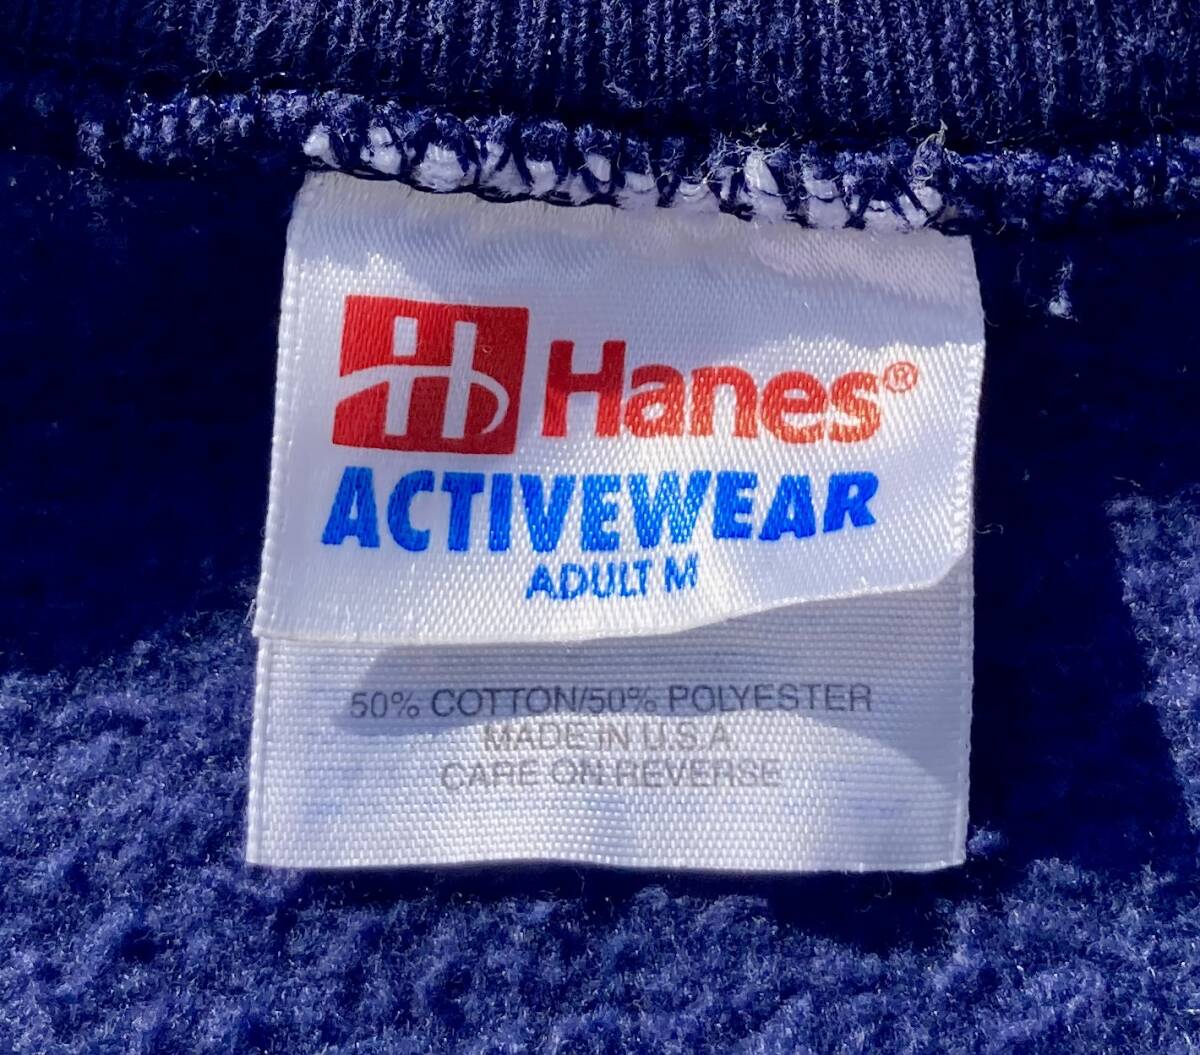 Hanes®
ACTIVEWEAR
ADULT M
50% COTTON/50% POLYESTER
MADE IN U.S.A
CARE ON REVERSE